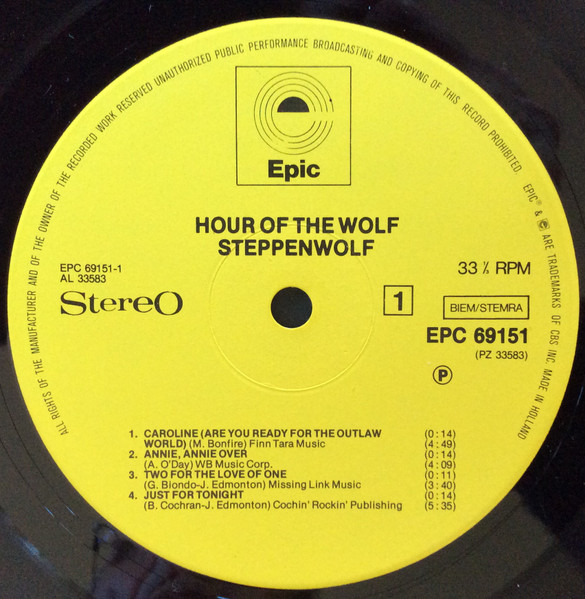 ALL RIGHTS OF THE MANUFACTURER AND OF THE OWNER OF THE RECORDED WORK RESERVED UNAUTHORIZED PUBLIC PERFORMANCE BROADCASTING AND COPYING OF THIS RECORD PROHIBITED. EPIC® & © ARE TRADEMARKS OF CBS INC. MADE IN HOLLAND
Epic
HOUR OF THE WOLF
STEPPENWOLF
EPC 69151-1
AL 33583
StereO
33 ⅓ RPM
1
BIEM/STEMRA
EPC 69151
(PZ 33583)
Ⓟ
1. CAROLINE (ARE YOU READY FOR THE OUTLAW (0:14)
WORLD) (M. Bonfire) Finn Tara Music (4:49)
2. ANNIE, ANNIE OVER (0:14)
(A. O'Day) WB Music Corp. (4:09)
3. TWO FOR THE LOVE OF ONE (0:11)
(G. Biondo-J. Edmonton) Missing Link Music (3:40)
4. JUST FOR TONIGHT (0:14)
(B. Cochran-J. Edmonton) Cochin' Rockin' Publishing (5:35)